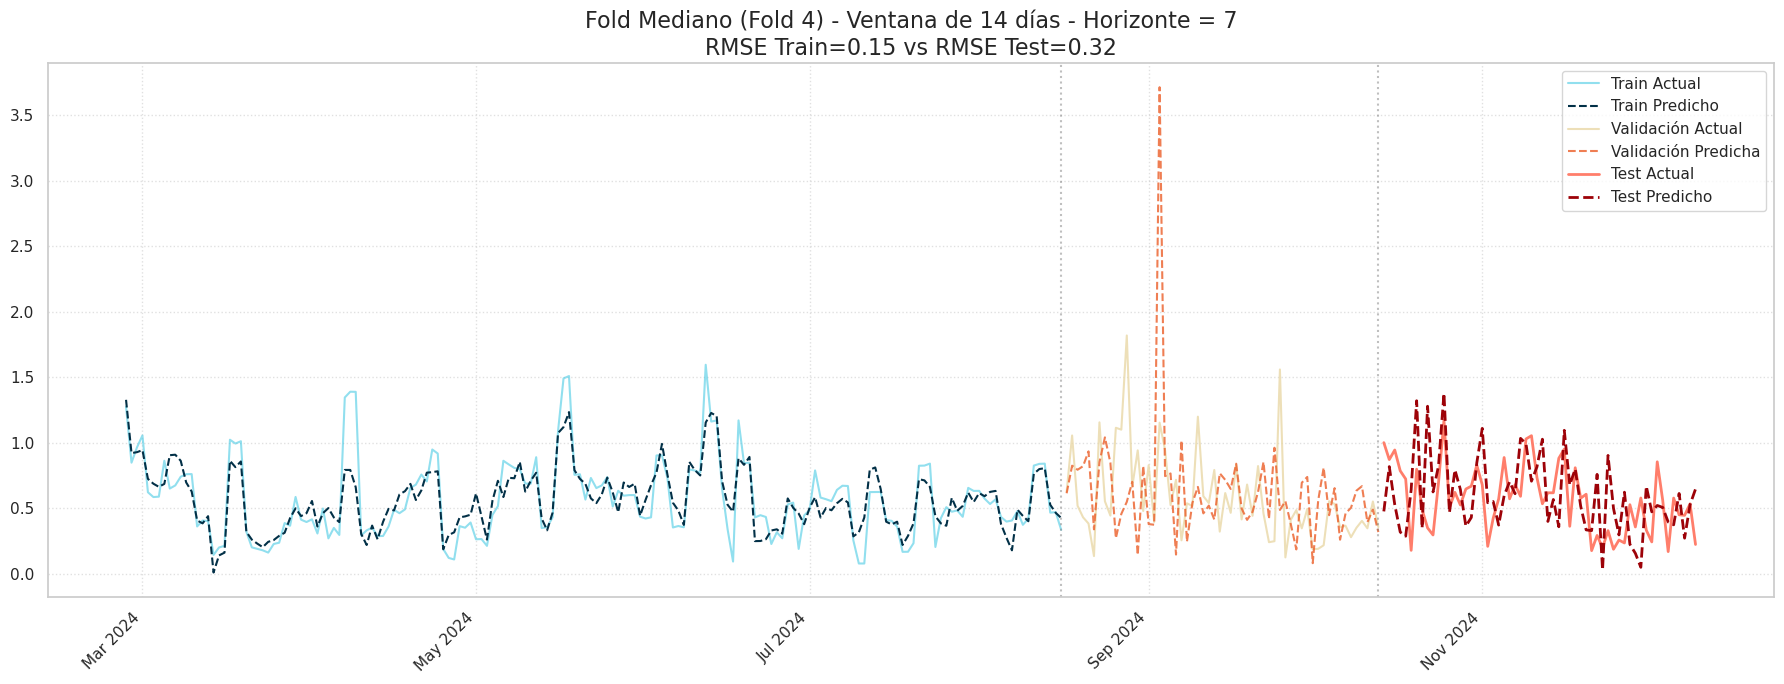 Fold Mediano (Fold 4) - Ventana de 14 días - Horizonte = 7
RMSE Train=0.15 vs RMSE Test=0.32
Train Actual
Train Predicho
Validación Actual
Validación Predicha
Test Actual
Test Predicho
3.5
3.0
2.5
2.0
1.5
1.0
0.5
0.0
Mar 2024
May 2024
Jul 2024
Sep 2024
Nov 2024